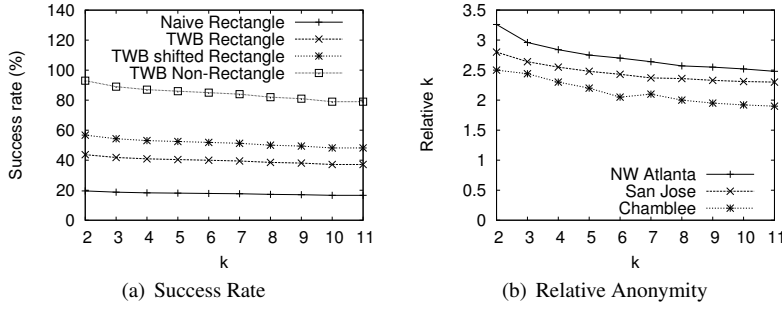 140
120
100
80
60
40
20
0
Success rate (%)
Naive Rectangle
TWB Rectangle
TWB shifted Rectangle
TWB Non-Rectangle
2 3 4 5 6 7 8 9 10 11
k
(a) Success Rate
3.5
3
2.5
2
1.5
1
0.5
0
Relative k
NW Atlanta
San Jose
Chamblee
2 3 4 5 6 7 8 9 10 11
k
(b) Relative Anonymity